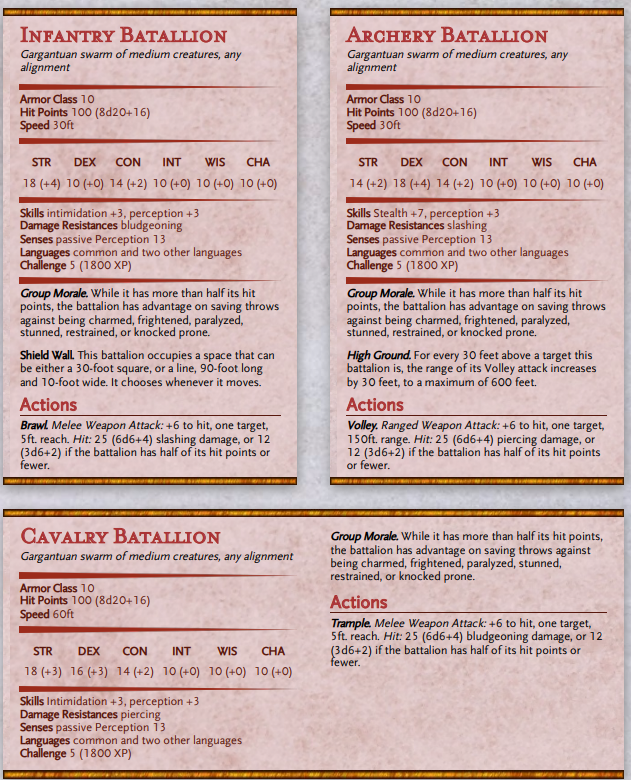 Infantry Batallion
Gargantuan swarm of medium creatures, any
alignment
Armor Class 10
Hit Points 100 (8d20+16)
Speed 30ft
STR DEX CON INT WIS CHA
18 (+4) 10 (+0) 14 (+2) 10 (+0) 10 (+0) 10 (+0)
Skills intimidation +3, perception +3
Damage Resistances bludgeoning
Senses passive Perception 13
Languages common and two other languages
Challenge 5 (1800 XP)
Group Morale. While it has more than half its hit
points, the battalion has advantage on saving throws
against being charmed, frightened, paralyzed,
stunned, restrained, or knocked prone.
Shield Wall. This battalion occupies a space that can
be either a 30-foot square, or a line, 90-foot long
and 10-foot wide. It chooses whenever it moves.
Actions
Brawl. Melee Weapon Attack: +6 to hit, one target,
5ft. reach. Hit: 25 (6d6+4) slashing damage, or 12
(3d6+2) if the battalion has half of its hit points or
fewer.
Archery Batallion
Gargantuan swarm of medium creatures, any
alignment
Armor Class 10
Hit Points 100 (8d20+16)
Speed 30ft
STR DEX CON INT WIS CHA
14 (+2) 18 (+4) 14 (+2) 10 (+0) 10 (+0) 10 (+0)
Skills Stealth +7, perception +3
Damage Resistances slashing
Senses passive Perception 13
Languages common and two other languages
Challenge 5 (1800 XP)
Group Morale. While it has more than half its hit
points, the battalion has advantage on saving throws
against being charmed, frightened, paralyzed,
stunned, restrained, or knocked prone.
High Ground. For every 30 feet above a target this
battalion is, the range of its Volley attack increases
by 30 feet, to a maximum of 600 feet.
Actions
Volley. Ranged Weapon Attack: +6 to hit, one target,
150ft. range. Hit: 25 (6d6+4) piercing damage, or
12 (3d6+2) if the battalion has half of its hit points
or fewer.
Cavalry Batallion
Gargantuan swarm of medium creatures, any alignment
Armor Class 10
Hit Points 100 (8d20+16)
Speed 60ft
STR DEX CON INT WIS CHA
18 (+3) 16 (+3) 14 (+2) 10 (+0) 10 (+0) 10 (+0)
Skills Intimidation +3, perception +3
Damage Resistances piercing
Senses passive Perception 13
Languages common and two other languages
Challenge 5 (1800 XP)
Group Morale. While it has more than half its hit points,
the battalion has advantage on saving throws against
being charmed, frightened, paralyzed, stunned,
restrained, or knocked prone.
Actions
Trample. Melee Weapon Attack: +6 to hit, one target,
5ft. reach. Hit: 25 (6d6+4) bludgeoning damage, or 12
(3d6+2) if the battalion has half of its hit points or
fewer.